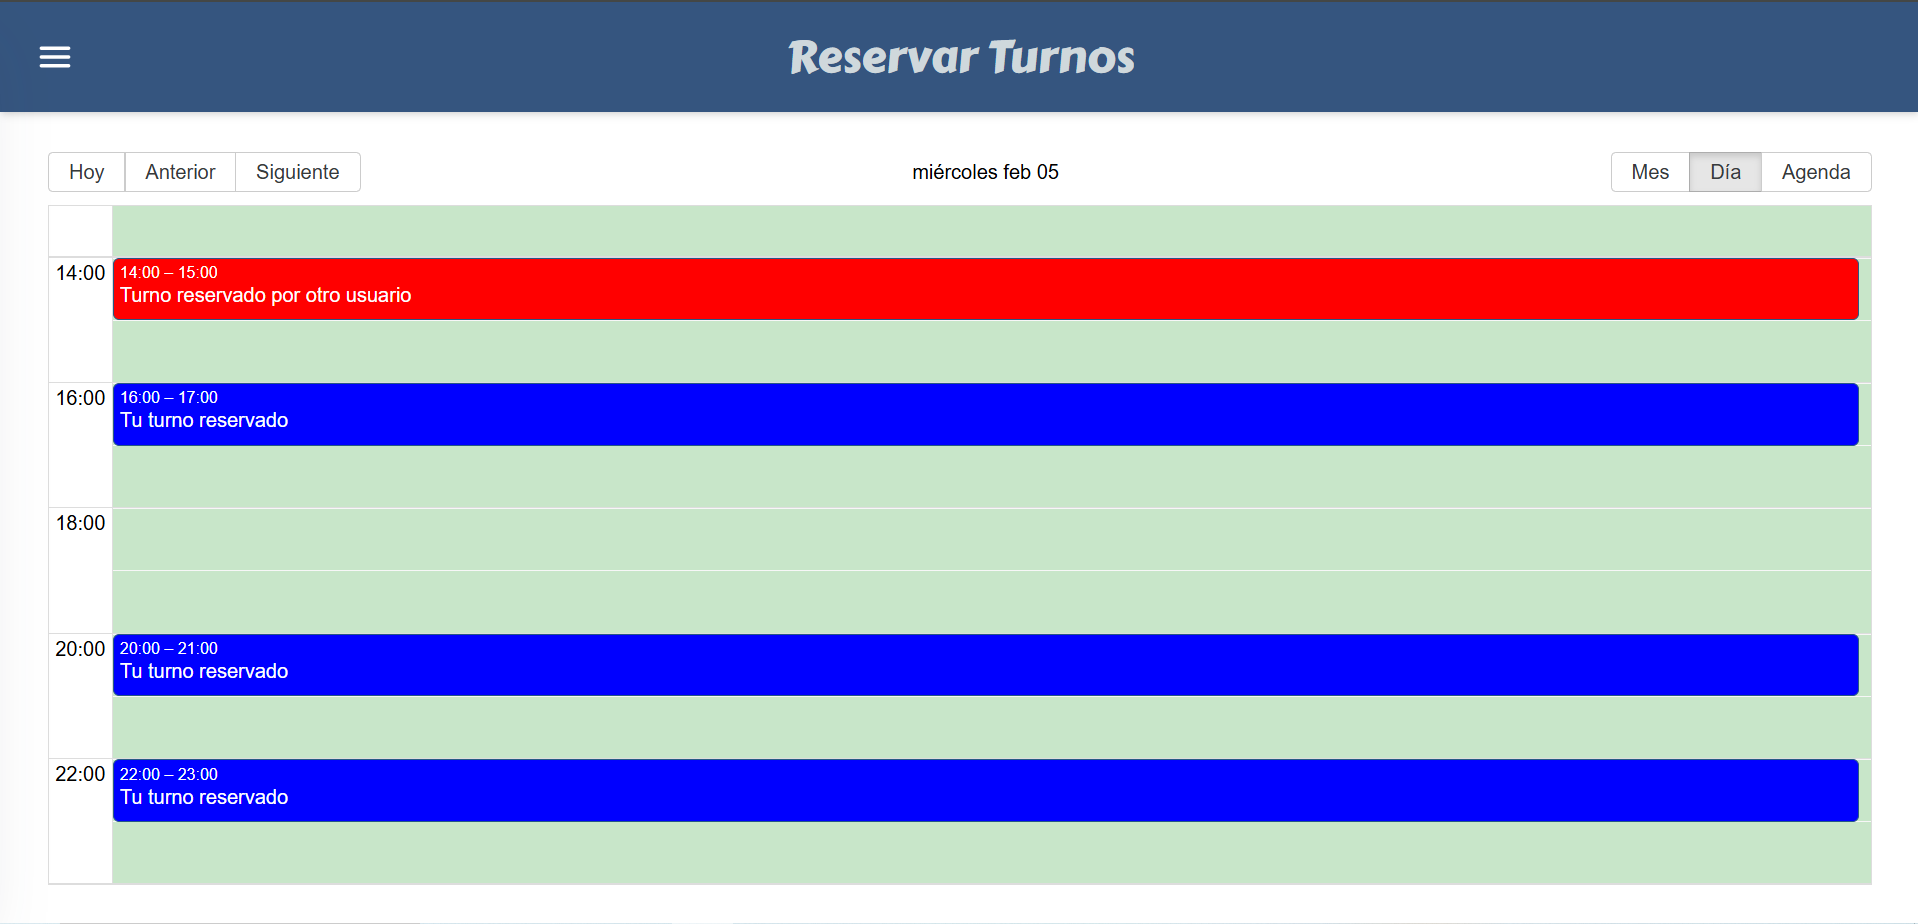 Reservar Turnos
Hoy
Anterior
Siguiente
miércoles feb 05
Mes
Día
Agenda
14:00
14:00 – 15:00
Turno reservado por otro usuario
16:00
16:00 – 17:00
Tu turno reservado
18:00
20:00
20:00 – 21:00
Tu turno reservado
22:00
22:00 – 23:00
Tu turno reservado